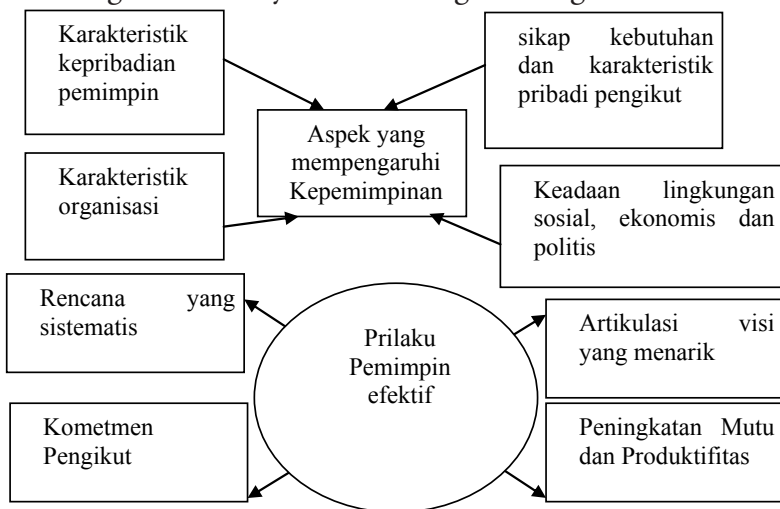 Karakteristik
kepribadian
pemimpin
sikap kebutuhan
dan karakteristik
pribadi pengikut
Aspek yang
mempengaruhi
Kepemimpinan
Karakteristik
organisasi
Keadaan lingkungan
sosial, ekonomis dan
politis
Rencana yang
sistematis
Prilaku
Pemimpin
efektif
Artikulasi visi
yang menarik
Kometmen
Pengikut
Peningkatan Mutu
dan Produktifitas